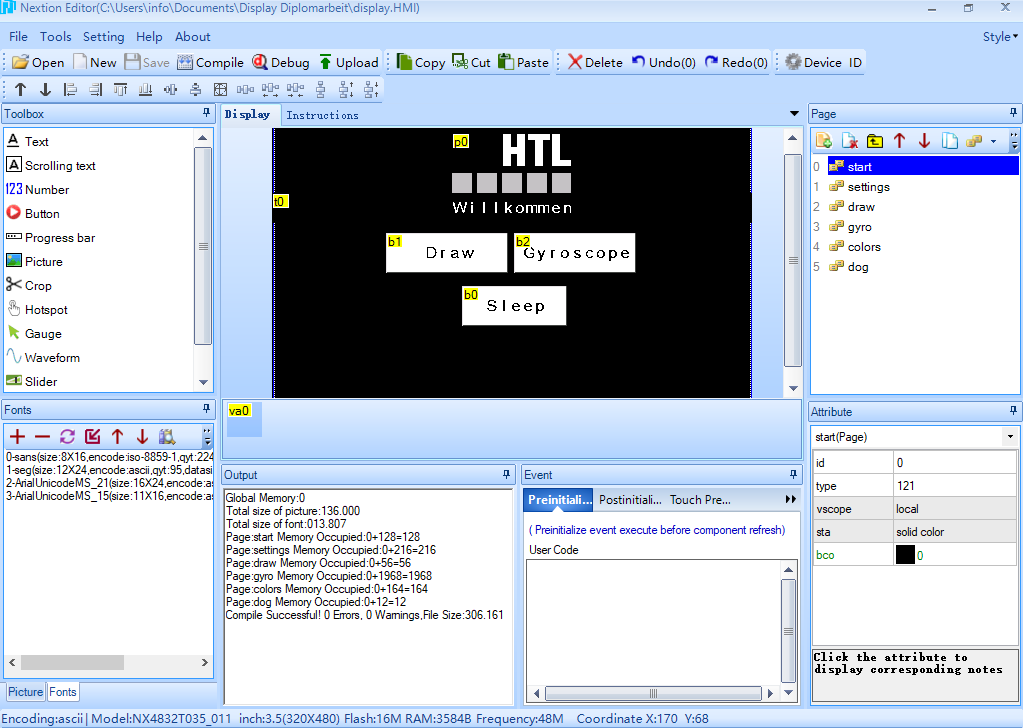 Nextion Editor(C:\Users\info\Documents\Display Diplomarbeit\display.HMI)
File Tools Setting Help About Style
Open New Save Compile Debug Upload Copy Cut Paste Delete Undo(0) Redo(0) Device ID
Toolbox
A Text
A Scrolling text
123 Number
Button
Progress bar
Picture
Crop
Hotspot
Gauge
Waveform
Slider
Fonts
0-sans(size:8X16,encode:iso-8859-1,qyt:224
1-seg(size:12X24,encode:ascii,qyt:95,datasi
2-ArialUnicodeMS_21(size:16X24,encode:as
3-ArialUnicodeMS_15(size:11X16,encode:as
Picture Fonts
Display Instructions
p0
HTL
t0
Willkommen
b1 Draw
b2 Gyroscope
b0 Sleep
va0
Output
Global Memory:0
Total size of picture:136.000
Total size of font:013.807
Page:start Memory Occupied:0+128=128
Page:settings Memory Occupied:0+216=216
Page:draw Memory Occupied:0+56=56
Page:gyro Memory Occupied:0+1968=1968
Page:colors Memory Occupied:0+164=164
Page:dog Memory Occupied:0+12=12
Compile Successful! 0 Errors, 0 Warnings,File Size:306.161
Event
Preinitiali... Postinitiali... Touch Pre...
( Preinitialize event execute before component refresh)
User Code
Page
0 start
1 settings
2 draw
3 gyro
4 colors
5 dog
Attribute
start(Page)
id 0
type 121
vscope local
sta solid color
bco 0
Click the attribute to
display corresponding notes
Encoding:ascii| Model:NX4832T035_011 inch:3.5(320X480) Flash:16M RAM:3584B Frequency:48M Coordinate X:170 Y:68